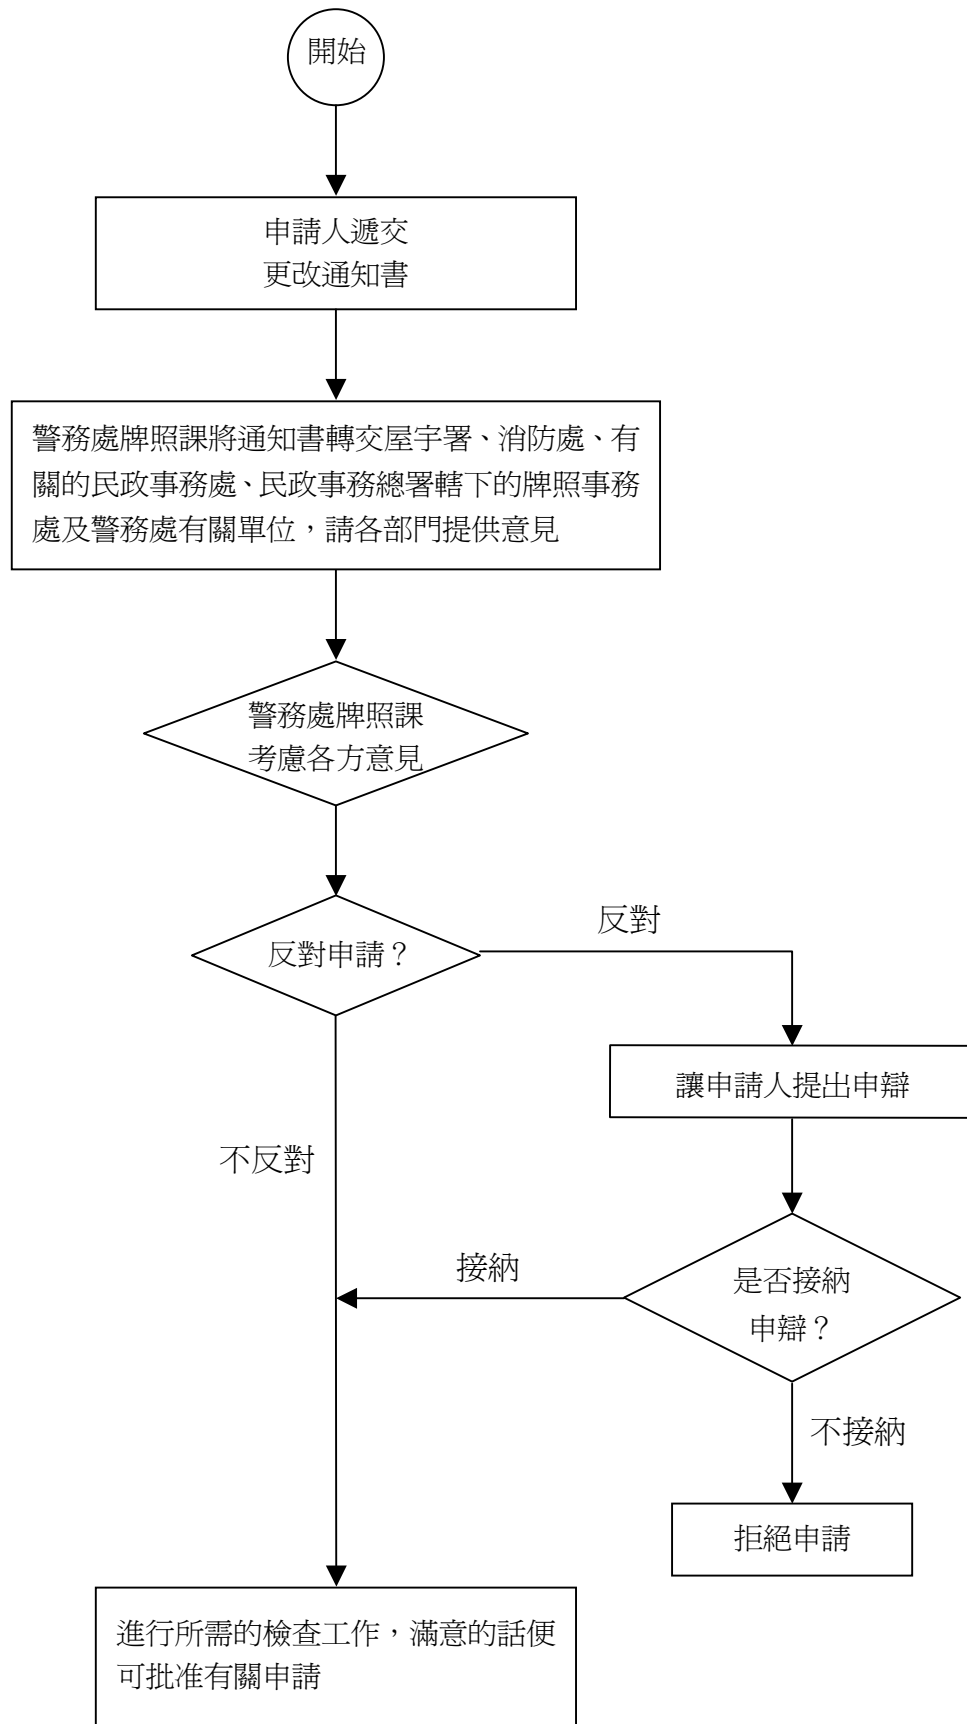 開始
申請人遞交
更改通知書
警務處牌照課將通知書轉交屋宇署、消防處、有
關的民政事務處、民政事務總署轄下的牌照事務
處及警務處有關單位，請各部門提供意見
警務處牌照課
考慮各方意見
反對申請？
反對
讓申請人提出申辯
不反對
接納
是否接納
申辯？
不接納
拒絕申請
進行所需的檢查工作，滿意的話便
可批准有關申請